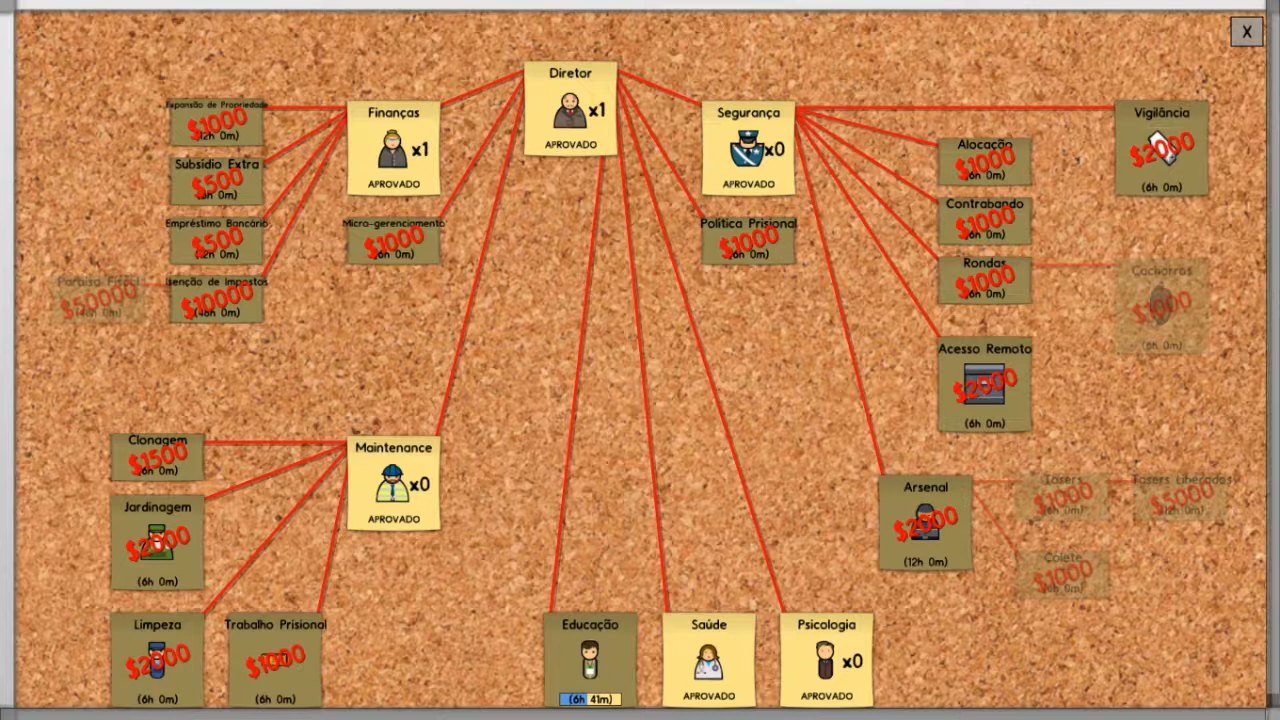 X
Diretor
x1
APROVADO
Finanças
x1
APROVADO
Segurança
x0
APROVADO
Vigilância
$2000
(6h 0m)
Expansão de Propriedade
$1000
(12h 0m)
Subsídio Extra
$500
0m)
Empréstimo Bancário
$500
0m)
Isenção de Impostos
$10000
(48h 0m)
Paraíso Fiscal
$50000
0m)
Micro-gerenciamento
$1000
(6h 0m)
Política Prisional
$1000
(6h 0m)
Alocação
$1000
(6h 0m)
Contrabando
$1000
(6h 0m)
Rondas
$1000
(6h 0m)
Cachorros
$1000
(6h 0m)
Acesso Remoto
$2000
(6h 0m)
Clonagem
$1500
(6h 0m)
Maintenance
x0
APROVADO
Jardinagem
$2000
(6h 0m)
Arsenal
$2000
(12h 0m)
Tasers
$1000
(6h 0m)
Tasers Liberados
$5000
(12h 0m)
Colete
$1000
(6h 0m)
Limpeza
$2000
(6h 0m)
Trabalho Prisional
$1000
(6h 0m)
Educação
(6h 41m)
Saúde
APROVADO
Psicologia
x0
APROVADO